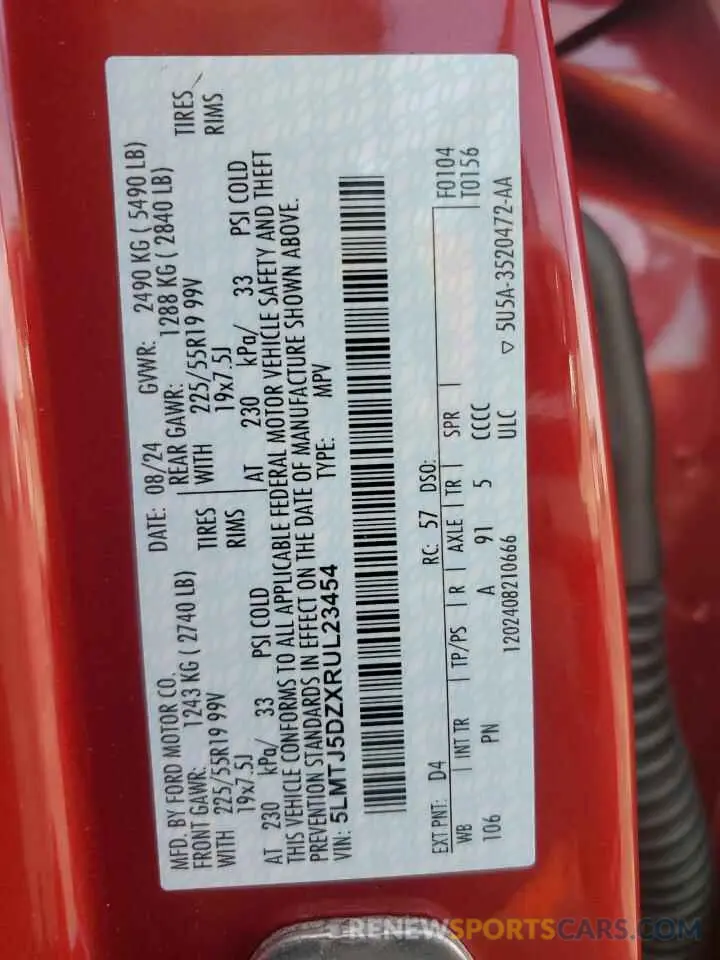 MFD. BY FORD MOTOR CO.
DATE: 08/24 GVWR: 2490 KG ( 5490 LB)
FRONT GAWR: 1243 KG ( 2740 LB)
REAR GAWR: 1288 KG ( 2840 LB)
WITH 225/55R19 99V TIRES
WITH 225/55R19 99V TIRES
19x7.5J RIMS
19x7.5J RIMS
AT 230 kPa/ 33 PSI COLD
AT 230 kPa/ 33 PSI COLD
THIS VEHICLE CONFORMS TO ALL APPLICABLE FEDERAL MOTOR VEHICLE SAFETY AND THEFT
PREVENTION STANDARDS IN EFFECT ON THE DATE OF MANUFACTURE SHOWN ABOVE.
VIN: 5LMTJ5DZXRUL23454 TYPE: MPV
EXT PNT: D4 RC: 57 DSO: F0104
WB INT TR TP/PS R AXLE TR SPR T0156
106 PN A 91 5 CCCC
ULC ▽ 5U5A-3520472-AA
1202408210666
RENEWSPORTSCARS.COM